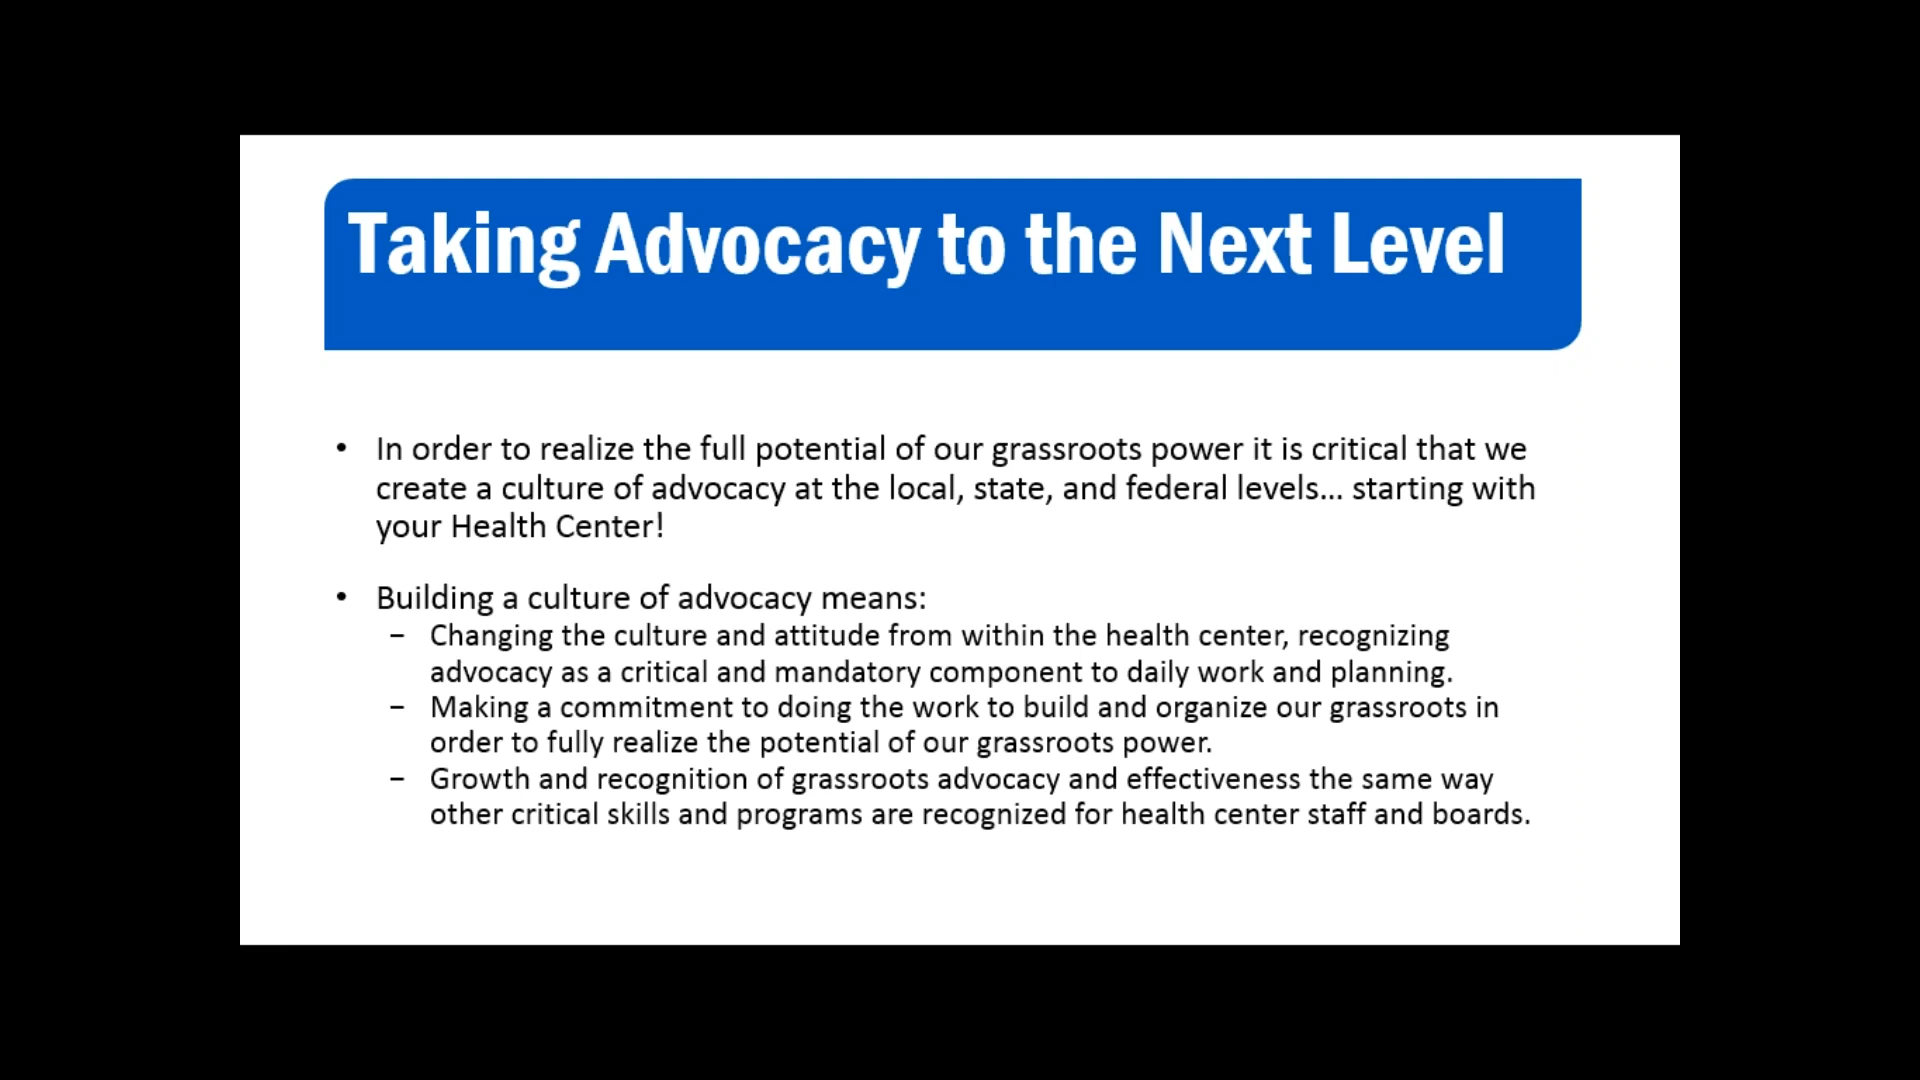 Taking Advocacy to the Next Level
• In order to realize the full potential of our grassroots power it is critical that we
create a culture of advocacy at the local, state, and federal levels... starting with
your Health Center!
• Building a culture of advocacy means:
– Changing the culture and attitude from within the health center, recognizing
advocacy as a critical and mandatory component to daily work and planning.
– Making a commitment to doing the work to build and organize our grassroots in
order to fully realize the potential of our grassroots power.
– Growth and recognition of grassroots advocacy and effectiveness the same way
other critical skills and programs are recognized for health center staff and boards.